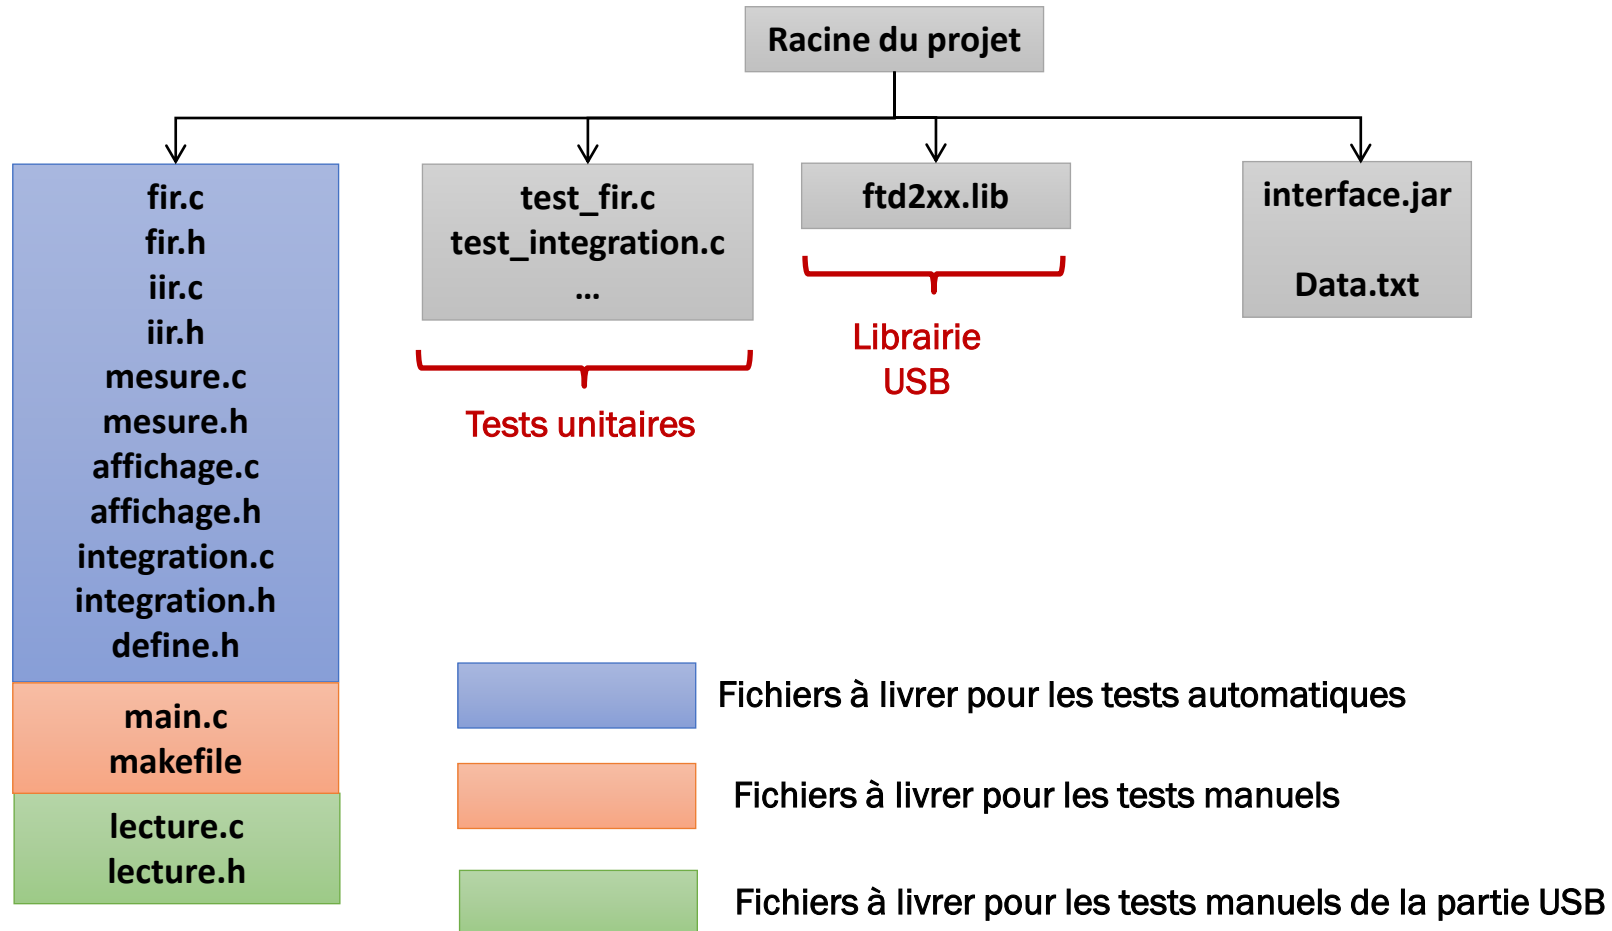 Racine du projet
fir.c
fir.h
iir.c
iir.h
mesure.c
mesure.h
affichage.c
affichage.h
integration.c
integration.h
define.h
main.c
makefile
lecture.c
lecture.h
test_fir.c
test_integration.c
...
Tests unitaires
ftd2xx.lib
Librairie
USB
interface.jar
Data.txt
Fichiers à livrer pour les tests automatiques
Fichiers à livrer pour les tests manuels
Fichiers à livrer pour les tests manuels de la partie USB